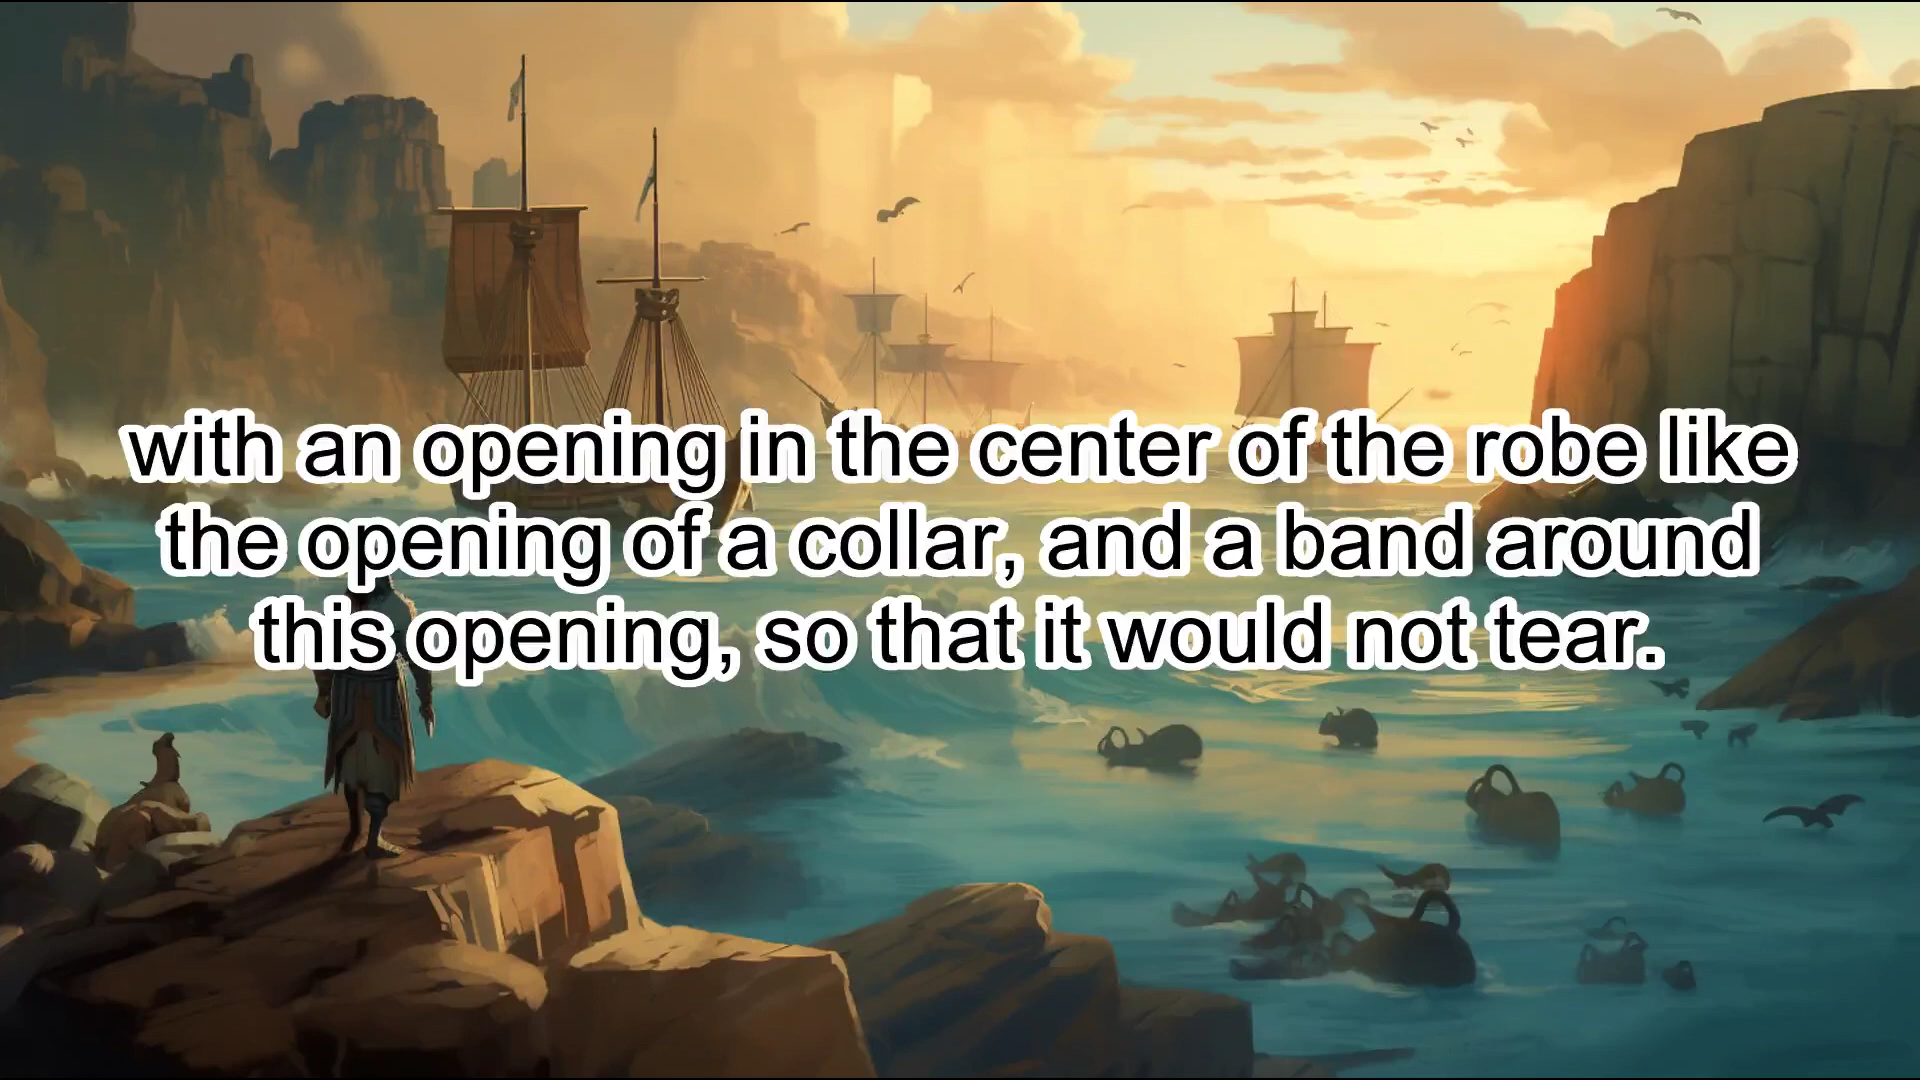 with an opening in the center of the robe like
the opening of a collar, and a band around
this opening, so that it would not tear.